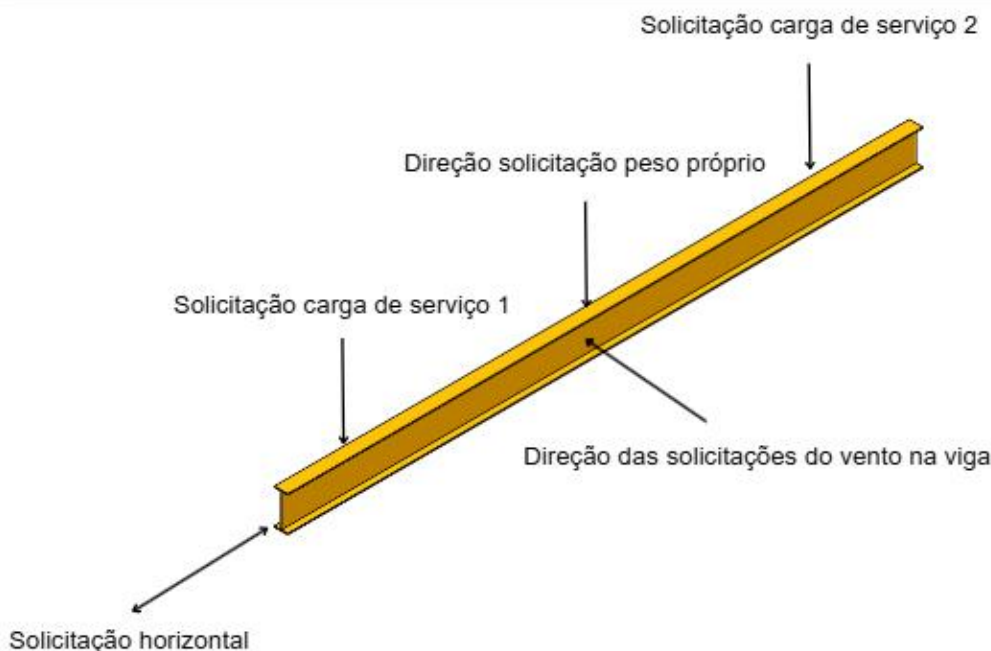 Solicitação carga de serviço 2
Direção solicitação peso próprio
Solicitação carga de serviço 1
Direção das solicitações do vento na viga
Solicitação horizontal